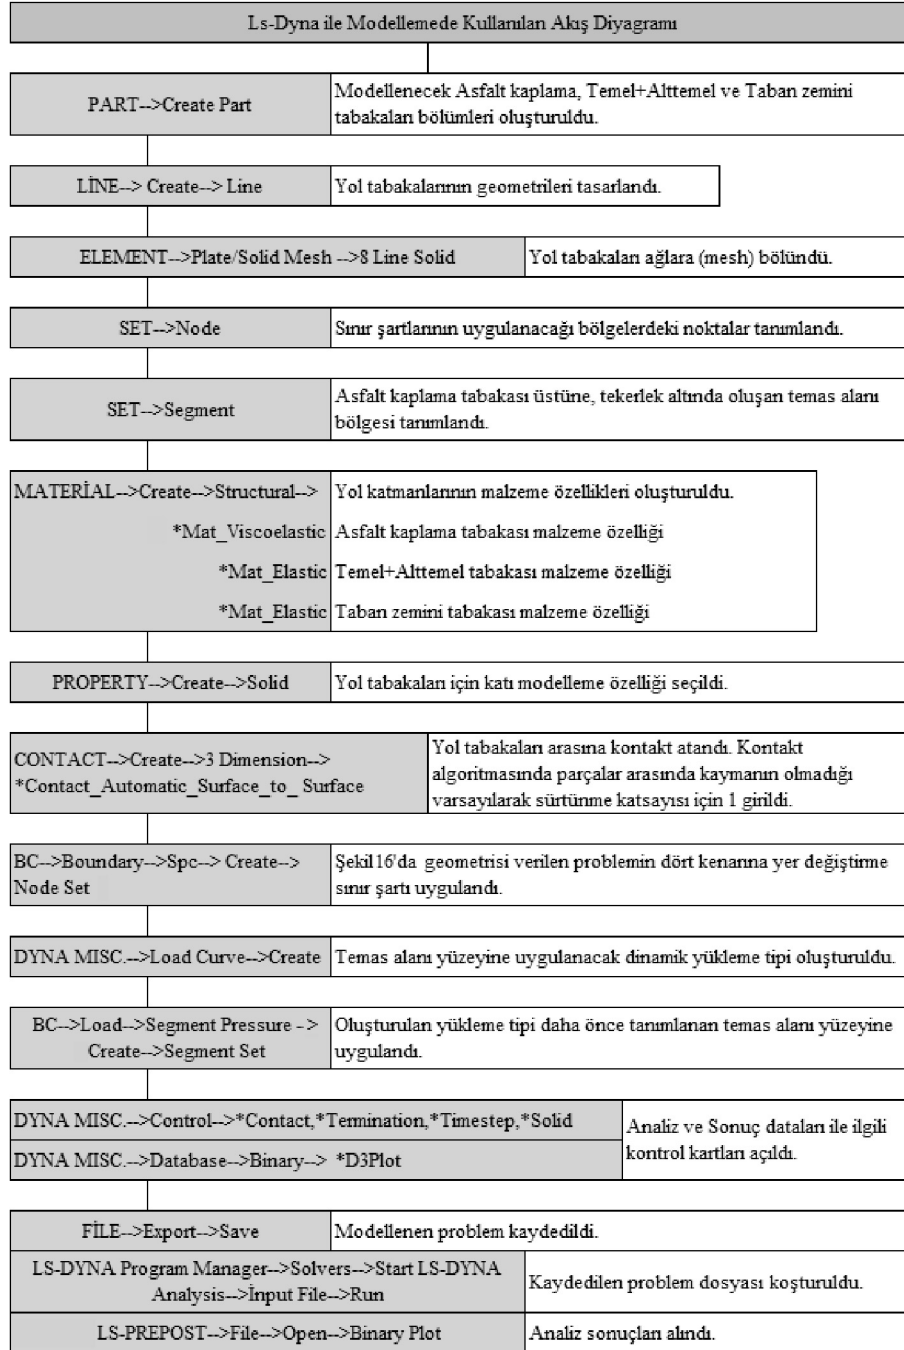 Ls-Dyna ile Modellemede Kullanılan Akış Diyagramı
PART-->Create Part
Modellenecek Asfalt kaplama, Temel+Alttemel ve Taban zemini
tabakaları bölümleri oluşturuldu.
LİNE--> Create--> Line
Yol tabakalarının geometrileri tasarlandı.
ELEMENT-->Plate/Solid Mesh -->8 Line Solid
Yol tabakaları ağlara (mesh) bölündü.
SET-->Node
Sınır şartlarının uygulanacağı bölgelerdeki noktalar tanımlandı.
SET-->Segment
Asfalt kaplama tabakası üstüne, tekerlek altında oluşan temas alanı
bölgesi tanımlandı.
MATERİAL-->Create-->Structural-->
Yol katmanlarının malzeme özellikleri oluşturuldu.
*Mat_Viscoelastic
Asfalt kaplama tabakası malzeme özelliği
*Mat_Elastic
Temel+Alttemel tabakası malzeme özelliği
*Mat_Elastic
Taban zemini tabakası malzeme özelliği
PROPERTY-->Create-->Solid
Yol tabakaları için katı modelleme özelliği seçildi.
CONTACT-->Create-->3 Dimension-->
*Contact_Automatic_Surface_to_ Surface
Yol tabakaları arasına kontakt atandı. Kontakt
algoritmasında parçalar arasında kaymanın olmadığı
varsayılarak sürtünme katsayısı için 1 girildi.
BC-->Boundary-->Spc--> Create-->
Node Set
Şekil16'da geometrisi verilen problemin dört kenarına yer değiştirme
sınır şartı uygulandı.
DYNA MISC.-->Load Curve-->Create
Temas alanı yüzeyine uygulanacak dinamik yükleme tipi oluşturuldu.
BC-->Load-->Segment Pressure -->
Create-->Segment Set
Oluşturulan yükleme tipi daha önce tanımlanan temas alanı yüzeyine
uygulandı.
DYNA MISC.-->Control-->*Contact,*Termination,*Timestep,*Solid
DYNA MISC.-->Database-->Binary--> *D3Plot
Analiz ve Sonuç dataları ile ilgili
kontrol kartları açıldı.
FİLE-->Export-->Save
Modellenen problem kaydedildi.
LS-DYNA Program Manager-->Solvers-->Start LS-DYNA
Analysis-->İnput File-->Run
Kaydedilen problem dosyası koşturuldu.
LS-PREPOST-->File-->Open-->Binary Plot
Analiz sonuçları alındı.